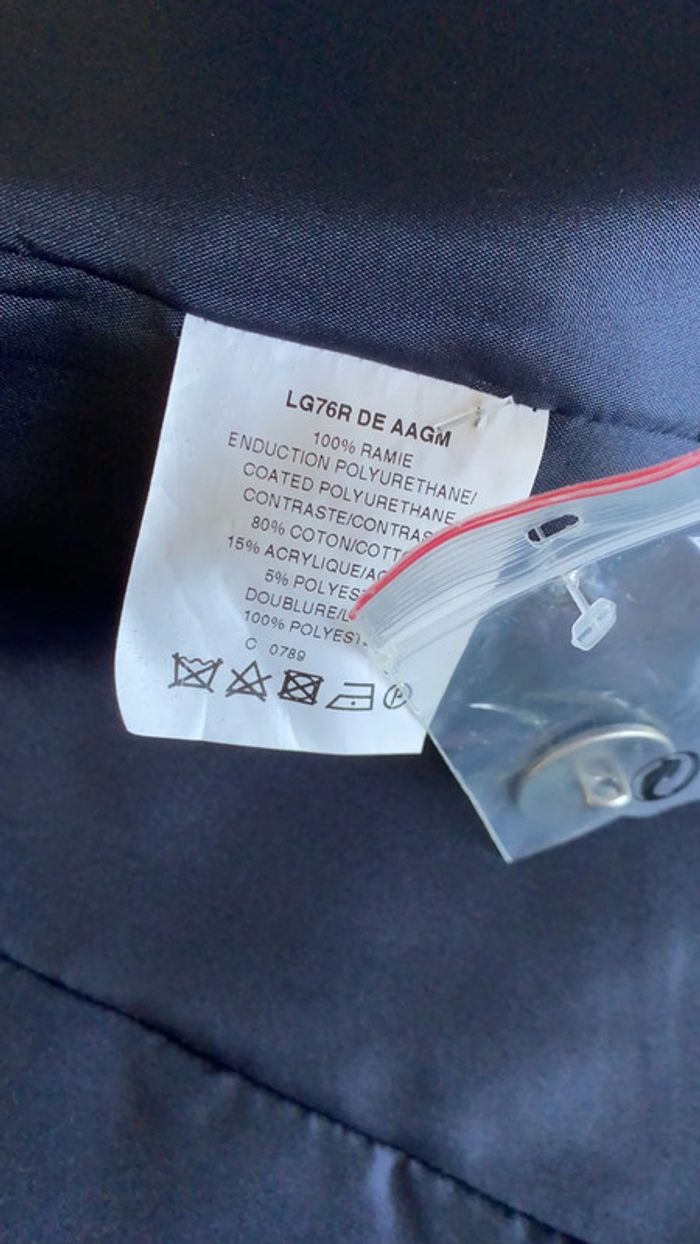 LG76R DE AAGM
100% RAMIE
ENDUCTION POLYURETHANE/
COATED POLYURETHANE
CONTRASTE/CONTRAS
80% COTON/COTT
15% ACRYLIQUE/AC
5% POLYES
DOUBLURE/L
100% POLYEST
C 0789
P